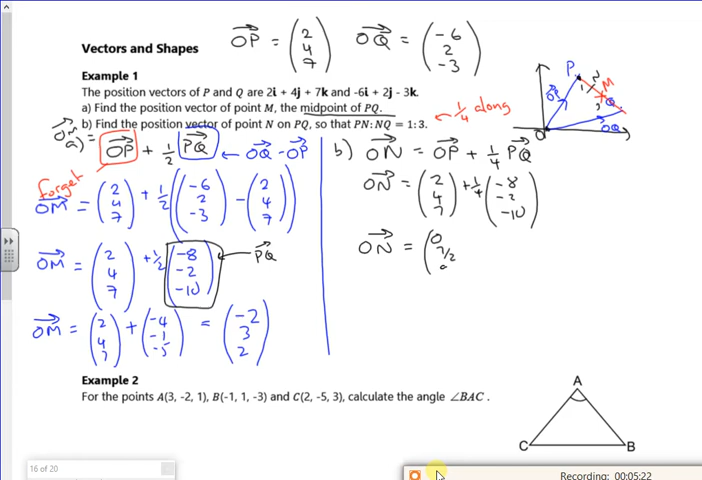 OP = (2 4 7) OQ = (-6 2 -3)
Vectors and Shapes
Example 1
The position vectors of P and Q are 2i + 4j + 7k and -6i + 2j - 3k.
a) Find the position vector of point M, the midpoint of PQ.
b) Find the position vector of point N on PQ, so that PN:NQ = 1:3.
1/4 along
P 2 M 1 2 Q OP OQ O
OM
a) = OP + 1/2 PQ ← OQ - OP
forget
OM = (2 4 7) + 1/2 ((-6 2 -3) - (2 4 7))
OM = (2 4 7) + 1/2 (-8 -2 -10) ← PQ
OM = (2 4 7) + (-4 -1 -5) = (-2 3 2)
b) ON = OP + 1/4 PQ
ON = (2 4 7) + 1/4 (-8 -2 -10)
ON = (0 7/2
Example 2
For the points A(3, -2, 1), B(-1, 1, -3) and C(2, -5, 3), calculate the angle ∠BAC .
A
C B
16 of 20
Recording: 00:05:22